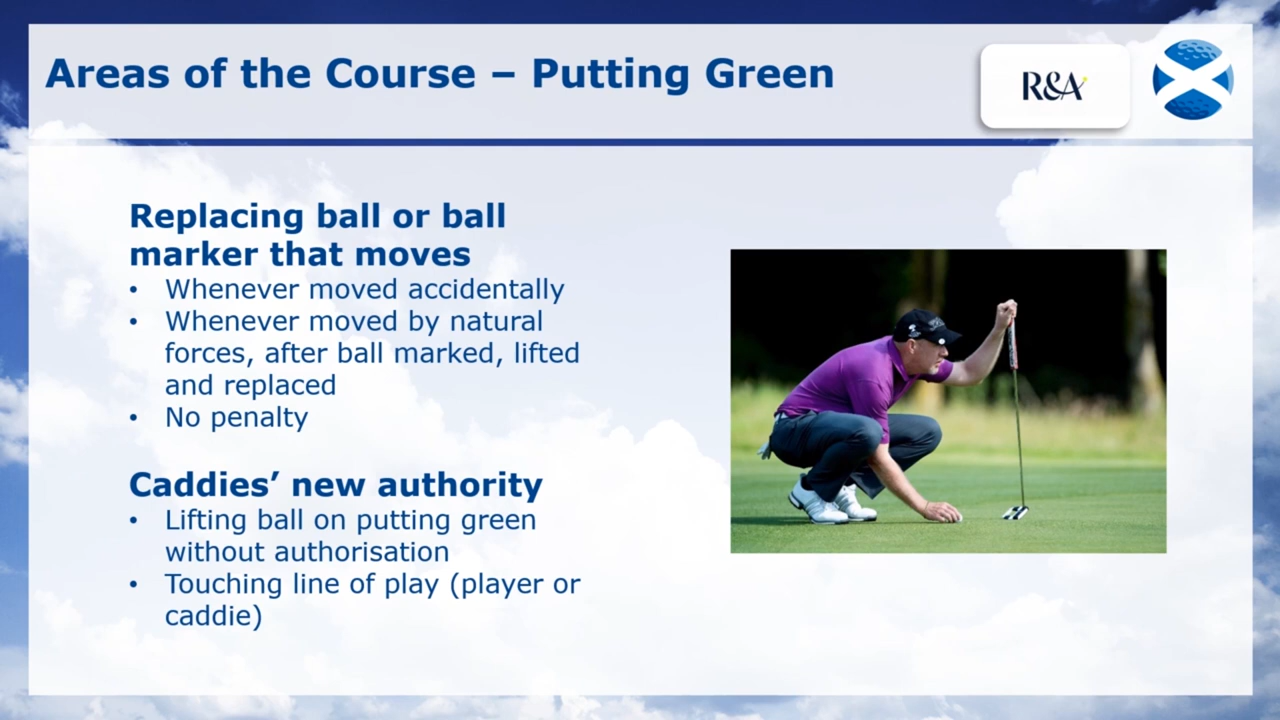 Areas of the Course – Putting Green
R&A
Replacing ball or ball
marker that moves
• Whenever moved accidentally
• Whenever moved by natural
forces, after ball marked, lifted
and replaced
• No penalty
Caddies’ new authority
• Lifting ball on putting green
without authorisation
• Touching line of play (player or
caddie)